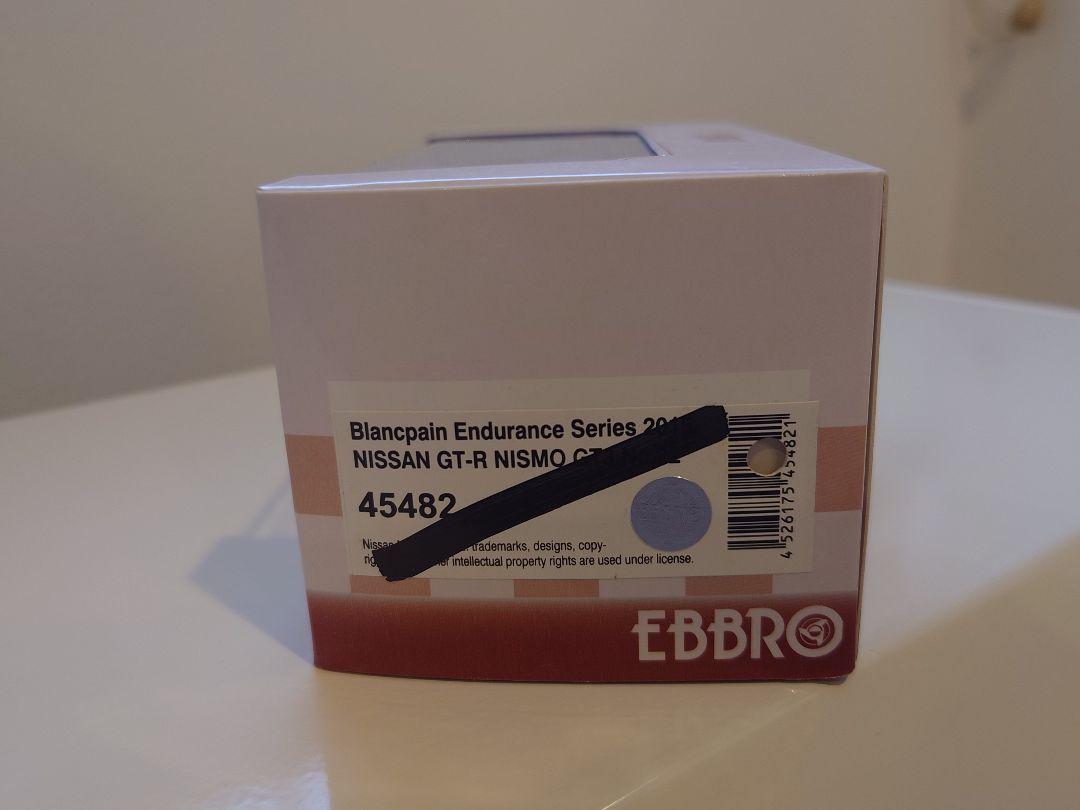 Blancpain Endurance Series
NISSAN GT-R NISMO
45482
Nissan trademarks, designs, copy-
intellectual property rights are used under license.
4 526175 454821
EBBRO